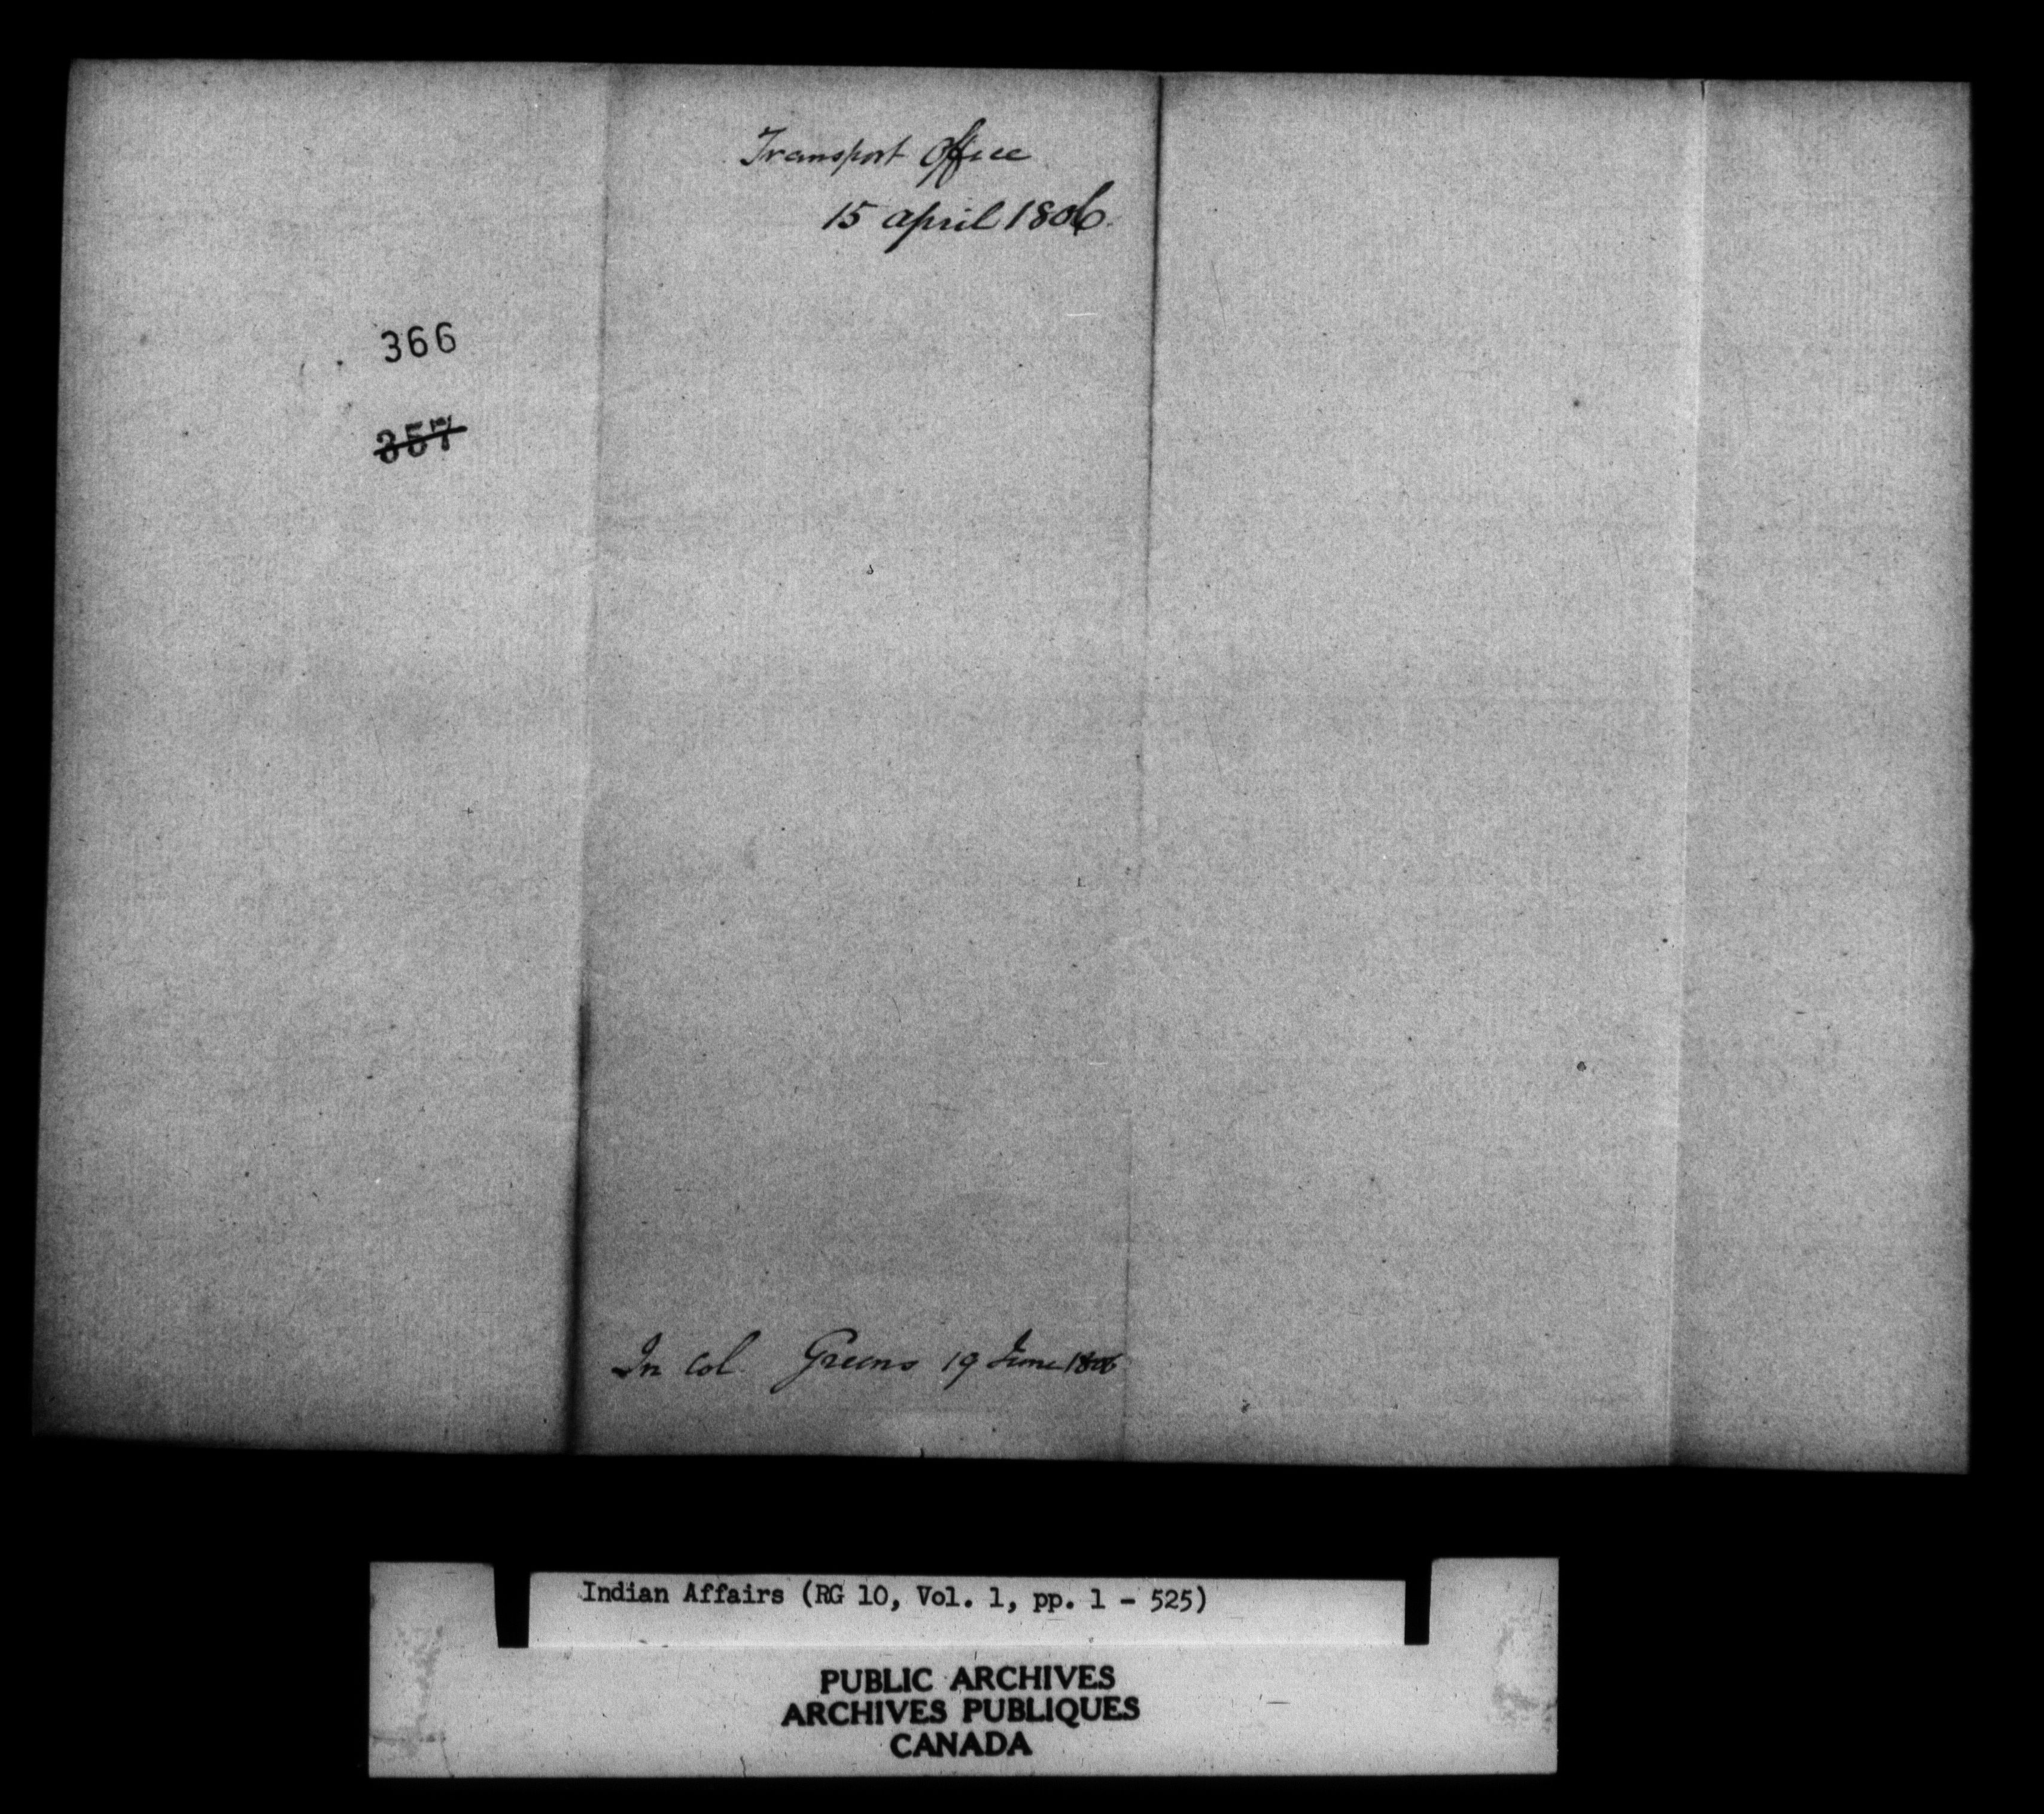 Transport Office
15 april 1806.
366
357
In Col. Greens 19 June 1806
Indian Affairs (RG 10, Vol. 1, pp. 1 - 525)
PUBLIC ARCHIVES
ARCHIVES PUBLIQUES
CANADA